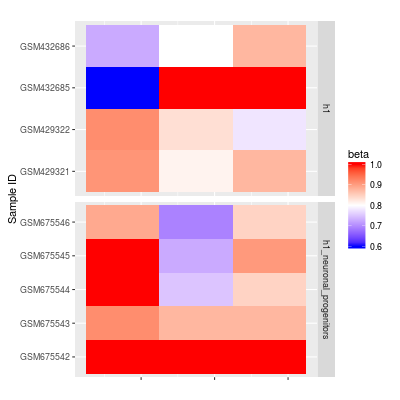 GSM432686
GSM432685
GSM429322
GSM429321
h1
GSM675546
GSM675545
GSM675544
GSM675543
GSM675542
h1_neuronal_progenitors
Sample ID
beta
1.0
0.9
0.8
0.7
0.6